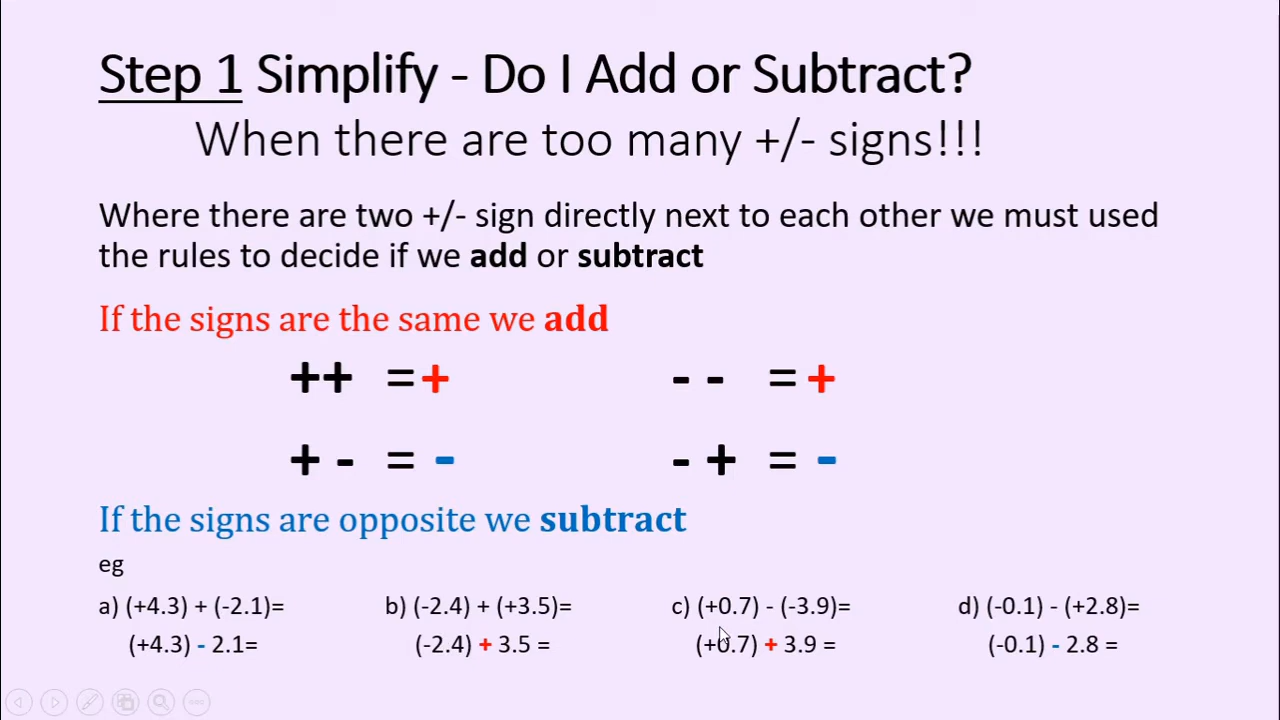 Step 1 Simplify - Do I Add or Subtract?
When there are too many +/- signs!!!
Where there are two +/- sign directly next to each other we must used
the rules to decide if we add or subtract
If the signs are the same we add
++ =+ - - =+
+ - = - - + = -
If the signs are opposite we subtract
eg
a) (+4.3) + (-2.1)= b) (-2.4) + (+3.5)= c) (+0.7) - (-3.9)= d) (-0.1) - (+2.8)=
(+4.3) - 2.1= (-2.4) + 3.5 = (+0.7) + 3.9 = (-0.1) - 2.8 =